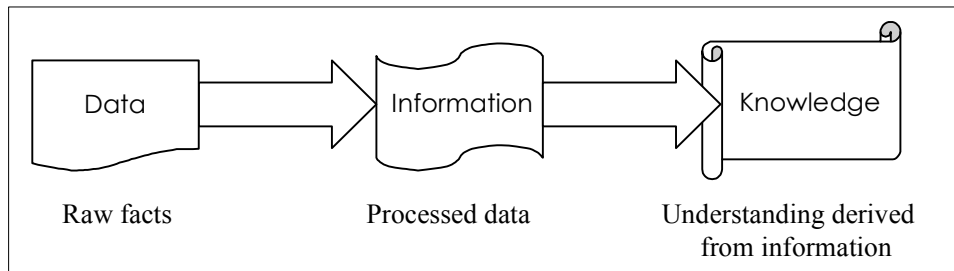 Data
Information
Knowledge
Raw facts
Processed data
Understanding derived
from information